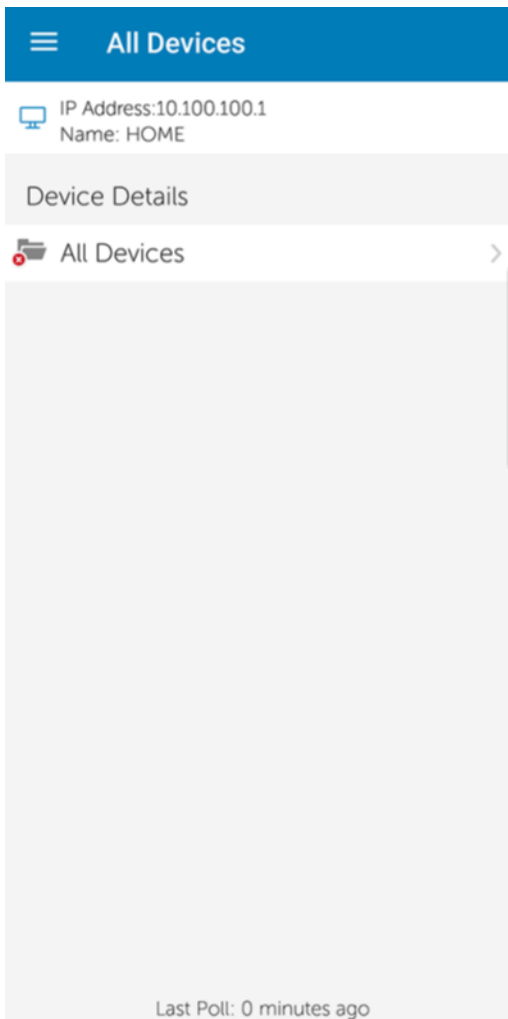 All Devices
IP Address:10.100.100.1
Name: HOME
Device Details
All Devices
Last Poll: 0 minutes ago